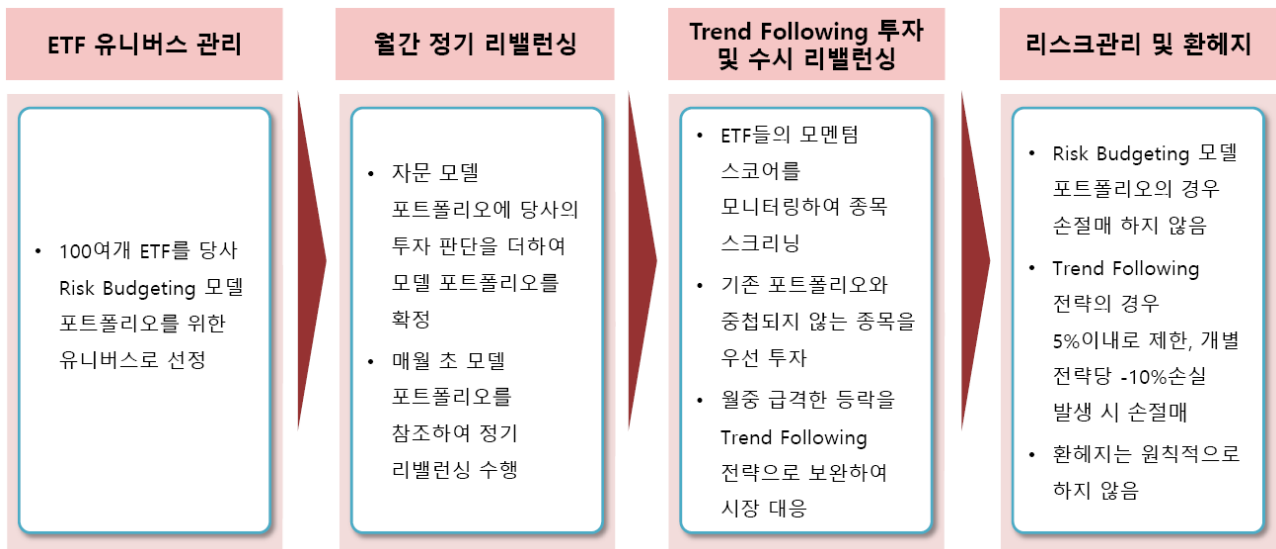 ETF 유니버스 관리
• 100여개 ETF를 당사
Risk Budgeting 모델
포트폴리오를 위한
유니버스로 선정
월간 정기 리밸런싱
• 자문 모델
포트폴리오에 당사의
투자 판단을 더하여
모델 포트폴리오를
확정
• 매월 초 모델
포트폴리오를
참조하여 정기
리밸런싱 수행
Trend Following 투자
및 수시 리밸런싱
• ETF들의 모멘텀
스코어를
모니터링하여 종목
스크리닝
• 기존 포트폴리오와
중첩되지 않는 종목을
우선 투자
• 월중 급격한 등락을
Trend Following
전략으로 보완하여
시장 대응
리스크관리 및 환헤지
• Risk Budgeting 모델
포트폴리오의 경우
손절매 하지 않음
• Trend Following
전략의 경우
5%이내로 제한, 개별
전략당 -10%손실
발생 시 손절매
• 환헤지는 원칙적으로
하지 않음